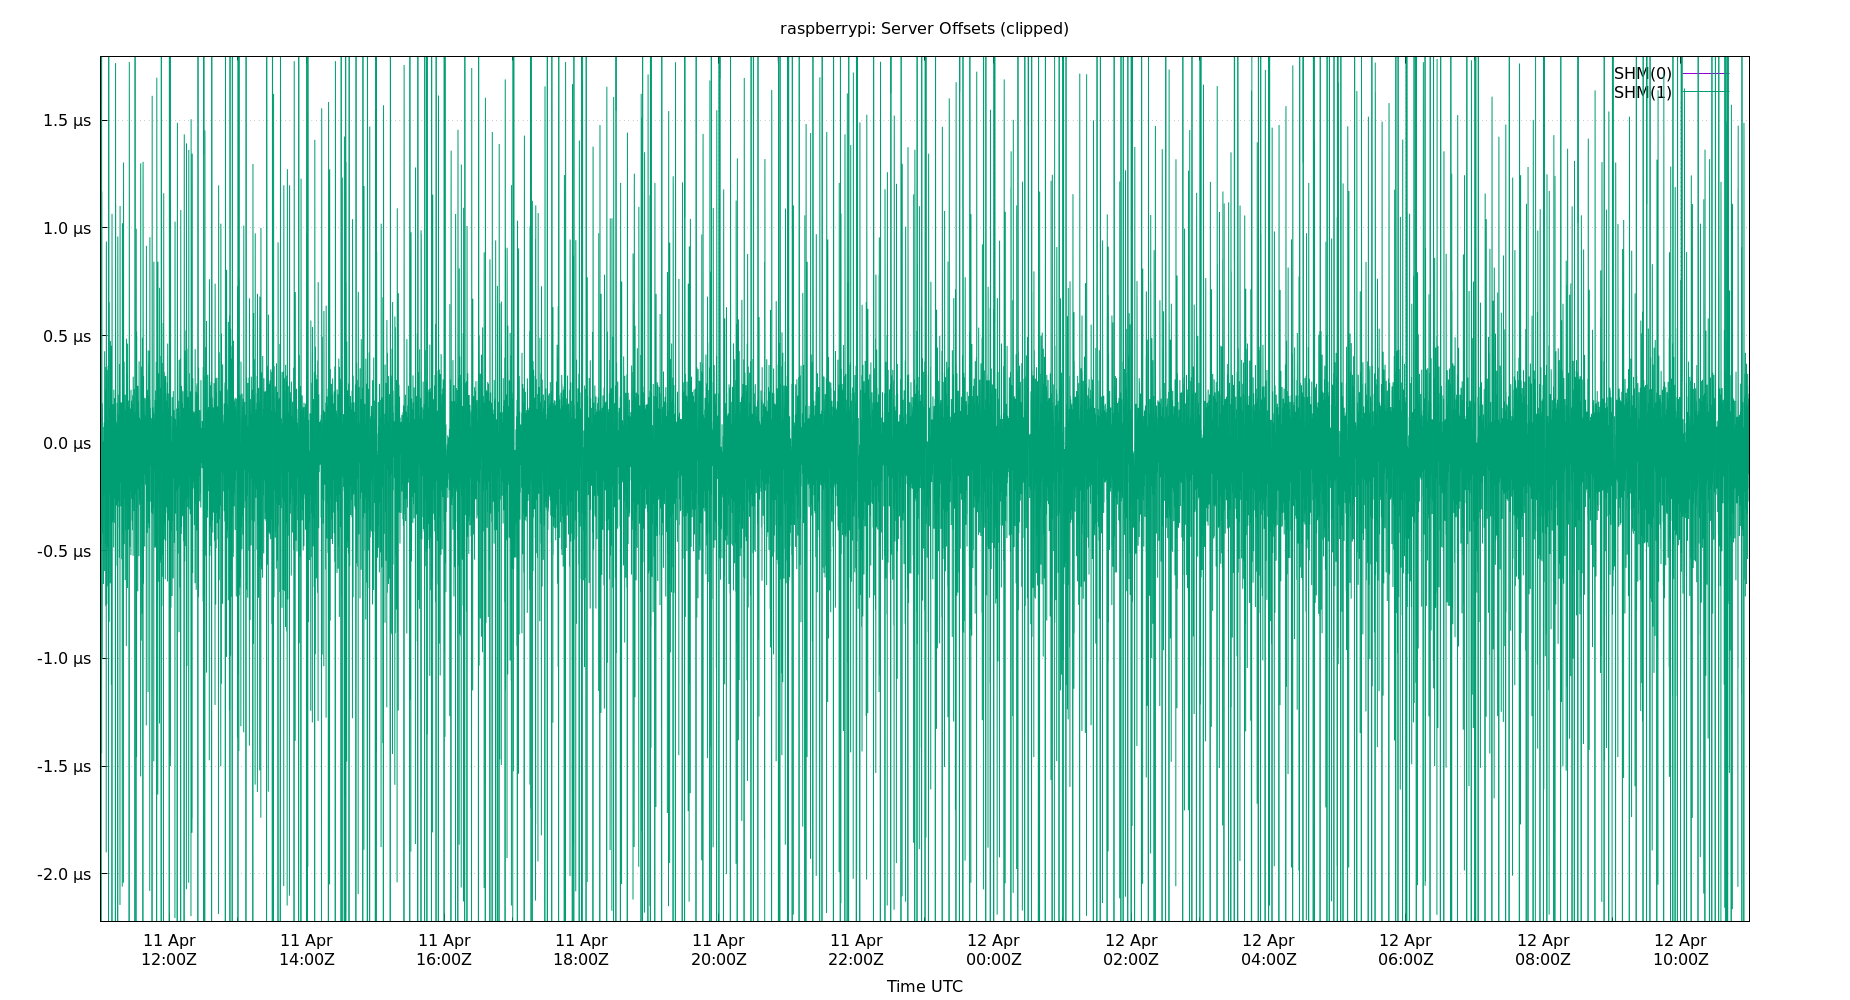 raspberrypi: Server Offsets (clipped)
SHM(0)
SHM(1)
1.5 µs
1.0 µs
0.5 µs
0.0 µs
-0.5 µs
-1.0 µs
-1.5 µs
-2.0 µs
11 Apr 11 Apr 11 Apr 11 Apr 11 Apr 11 Apr 12 Apr 12 Apr 12 Apr 12 Apr 12 Apr 12 Apr
12:00Z 14:00Z 16:00Z 18:00Z 20:00Z 22:00Z 00:00Z 02:00Z 04:00Z 06:00Z 08:00Z 10:00Z
Time UTC